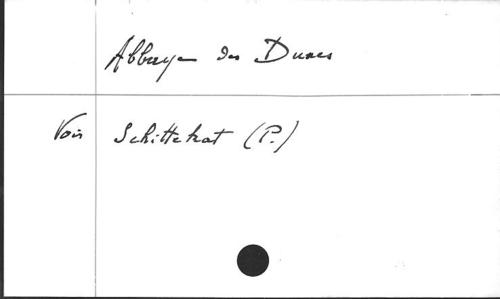 Abbaye des Dunes
Voir Schittekat (P.)